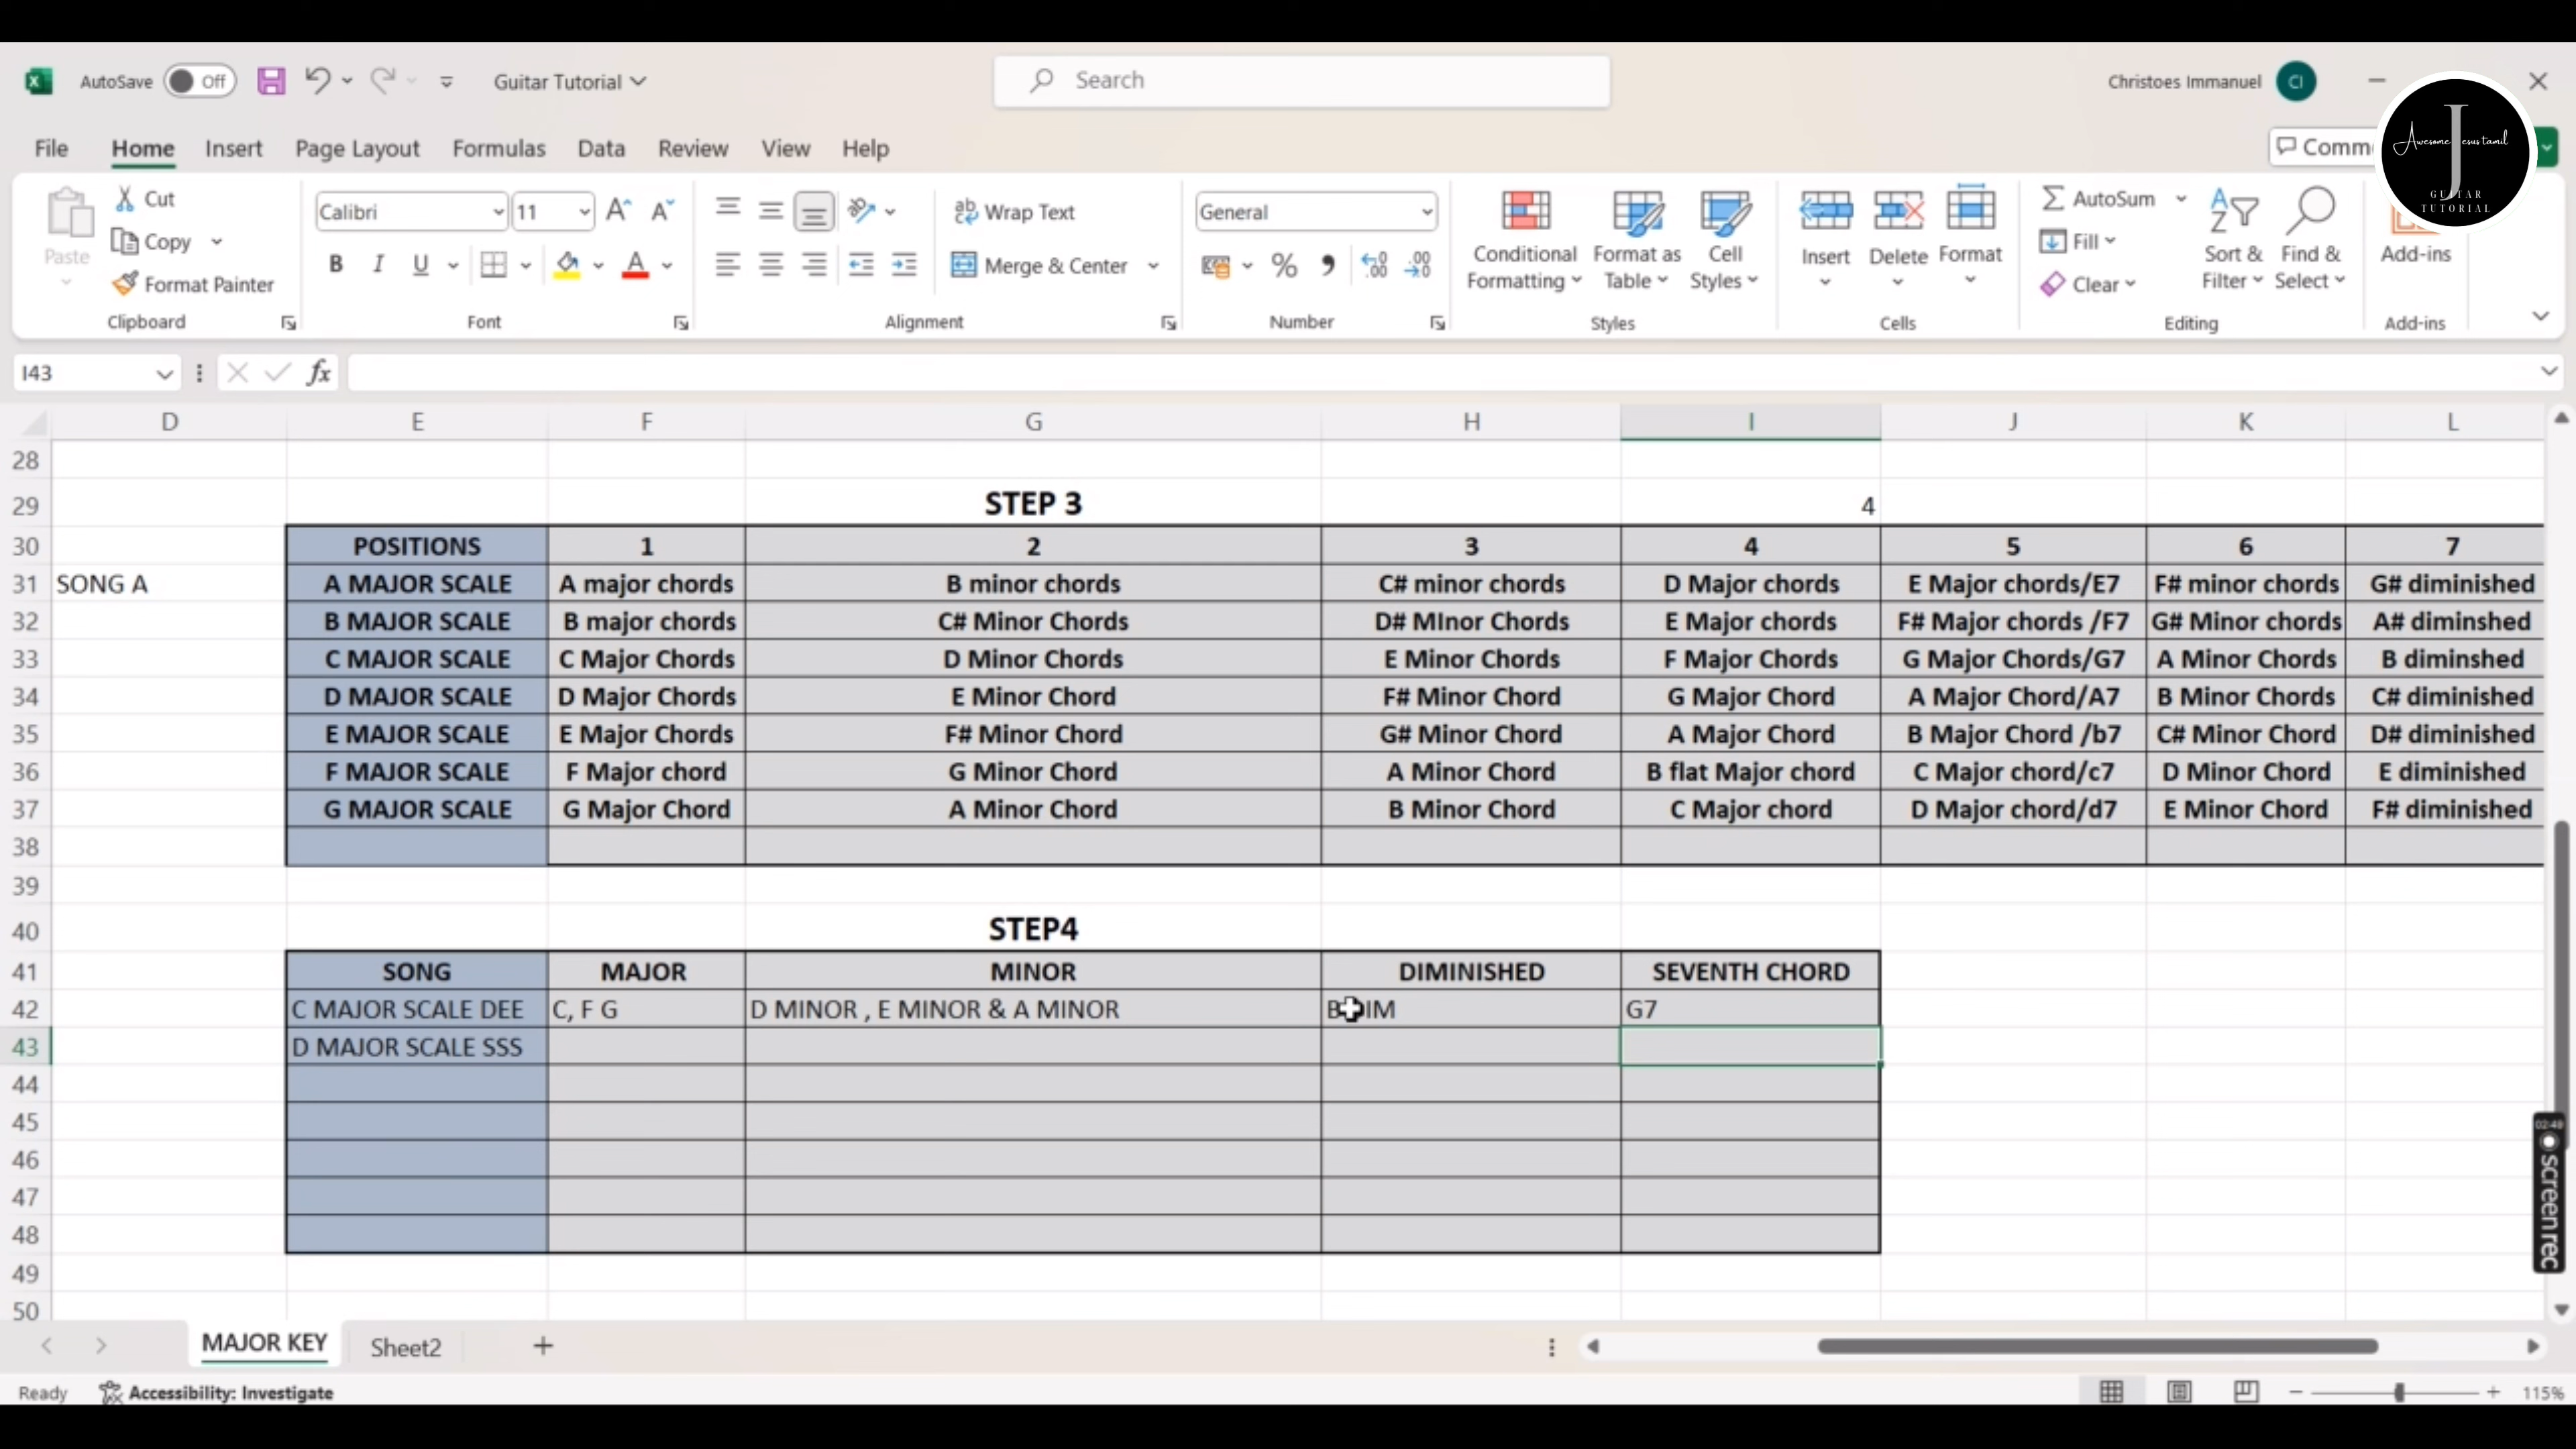 AutoSave Off Guitar Tutorial Search Christoes Immanuel CI
File Home Insert Page Layout Formulas Data Review View Help
Awesome Jesus tamil
GUITAR
TUTORIAL
Paste Cut Copy Format Painter Clipboard
Calibri 11 B I U Font
Wrap Text Merge & Center Alignment
General % Number
Conditional Formatting Format as Table Cell Styles Styles
Insert Delete Format Cells
AutoSum Fill Clear Sort & Filter Find & Select Editing
Add-ins Add-ins
I43 fx
D E F G H I J K L
28
29 STEP 3 4
30 POSITIONS 1 2 3 4 5 6 7
31 SONG A A MAJOR SCALE A major chords B minor chords C# minor chords D Major chords E Major chords/E7 F# minor chords G# diminished
32 B MAJOR SCALE B major chords C# Minor Chords D# MInor Chords E Major chords F# Major chords /F7 G# Minor chords A# diminshed
33 C MAJOR SCALE C Major Chords D Minor Chords E Minor Chords F Major Chords G Major Chords/G7 A Minor Chords B diminshed
34 D MAJOR SCALE D Major Chords E Minor Chord F# Minor Chord G Major Chord A Major Chord/A7 B Minor Chords C# diminished
35 E MAJOR SCALE E Major Chords F# Minor Chord G# Minor Chord A Major Chord B Major Chord /b7 C# Minor Chord D# diminished
36 F MAJOR SCALE F Major chord G Minor Chord A Minor Chord B flat Major chord C Major chord/c7 D Minor Chord E diminished
37 G MAJOR SCALE G Major Chord A Minor Chord B Minor Chord C Major chord D Major chord/d7 E Minor Chord F# diminished
38
39
40 STEP4
41 SONG MAJOR MINOR DIMINISHED SEVENTH CHORD
42 C MAJOR SCALE DEE C, F G D MINOR , E MINOR & A MINOR G7
43 D MAJOR SCALE SSS
44
45
46
47
48
49
50
02:49
screenrec
MAJOR KEY Sheet2
Ready Accessibility: Investigate 115%